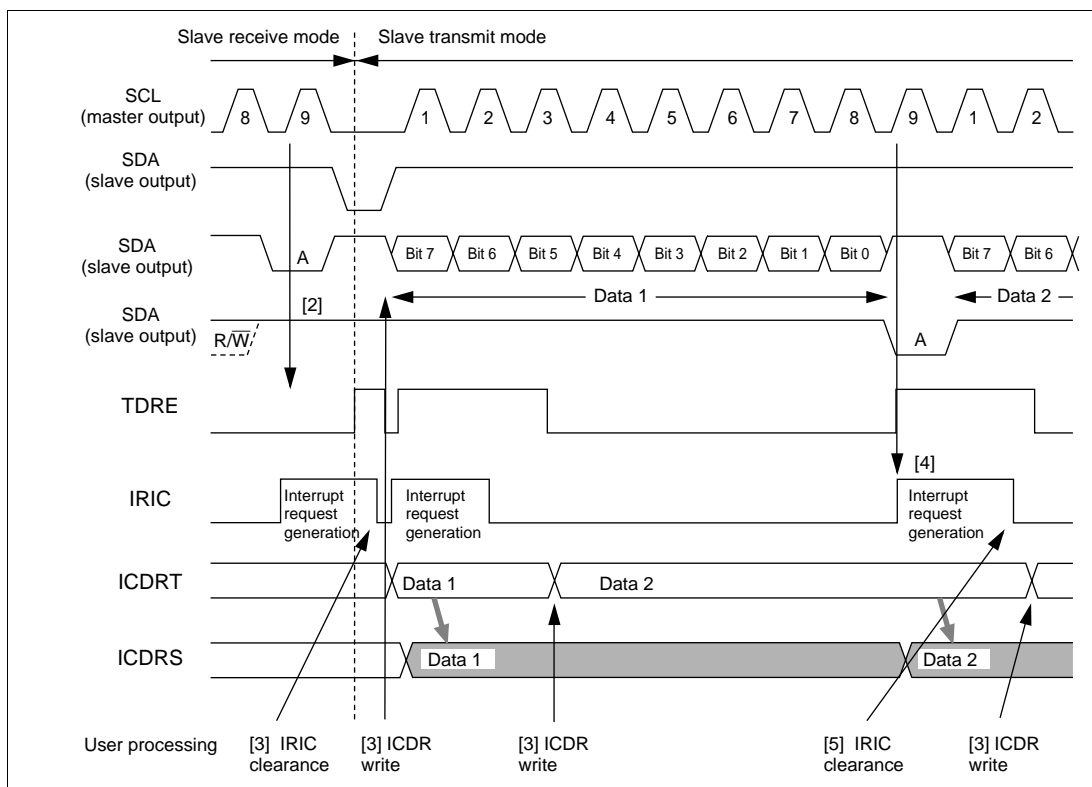 Slave receive mode Slave transmit mode
SCL
(master output)
8 9 1 2 3 4 5 6 7 8 9 1 2
SDA
(slave output)
SDA
(slave output)
A Bit 7 Bit 6 Bit 5 Bit 4 Bit 3 Bit 2 Bit 1 Bit 0 Bit 7 Bit 6
[2] Data 1 Data 2
SDA
(slave output)
R/W̅ A
TDRE
[4]
IRIC
Interrupt
request
generation
Interrupt
request
generation
Interrupt
request
generation
ICDRT
Data 1 Data 2
ICDRS
Data 1 Data 2
User processing
[3] IRIC
clearance
[3] ICDR
write
[3] ICDR
write
[5] IRIC
clearance
[3] ICDR
write